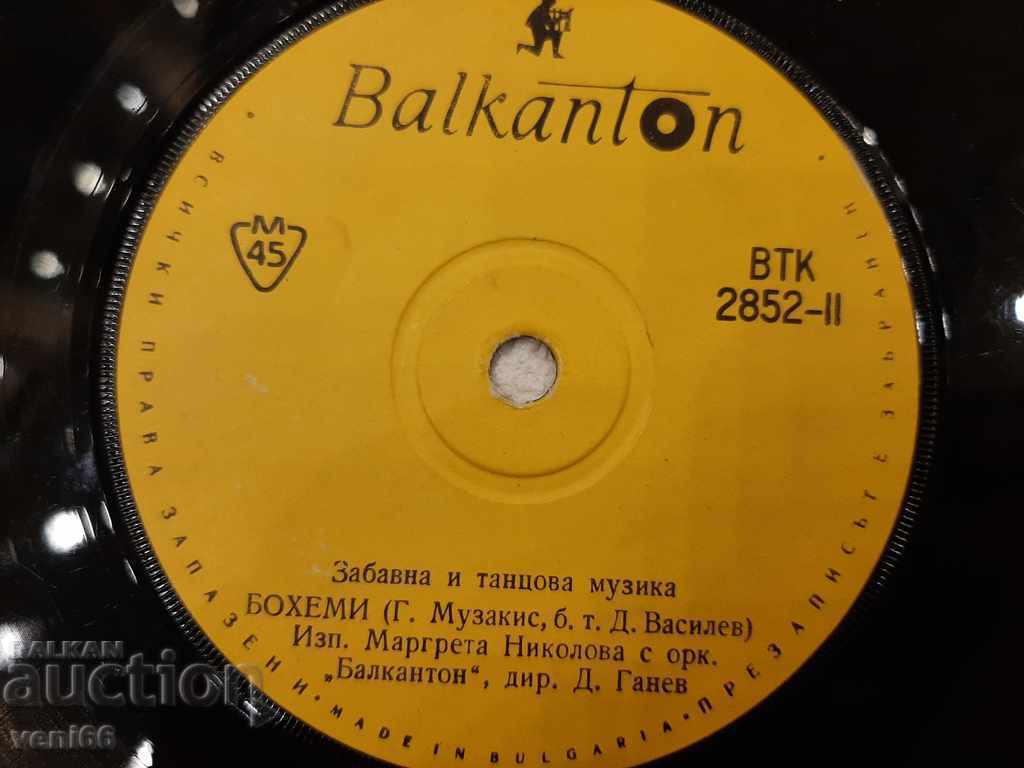 Balkanton
M
45
ВТК
2852-II
Забавна и танцова музика
БОХЕМИ (Г. Музакис, б. т. Д. Василев)
Изп. Маргрета Николова с орк.
„Балкантон“, дир. Д. Ганев
ВСИЧКИ ПРАВА ЗАПАЗЕНИ · MADE IN BULGARIA · ПРЕЗАПИСЪТ Е ЗАБРАНЕН
BALKAN
auction
veni66